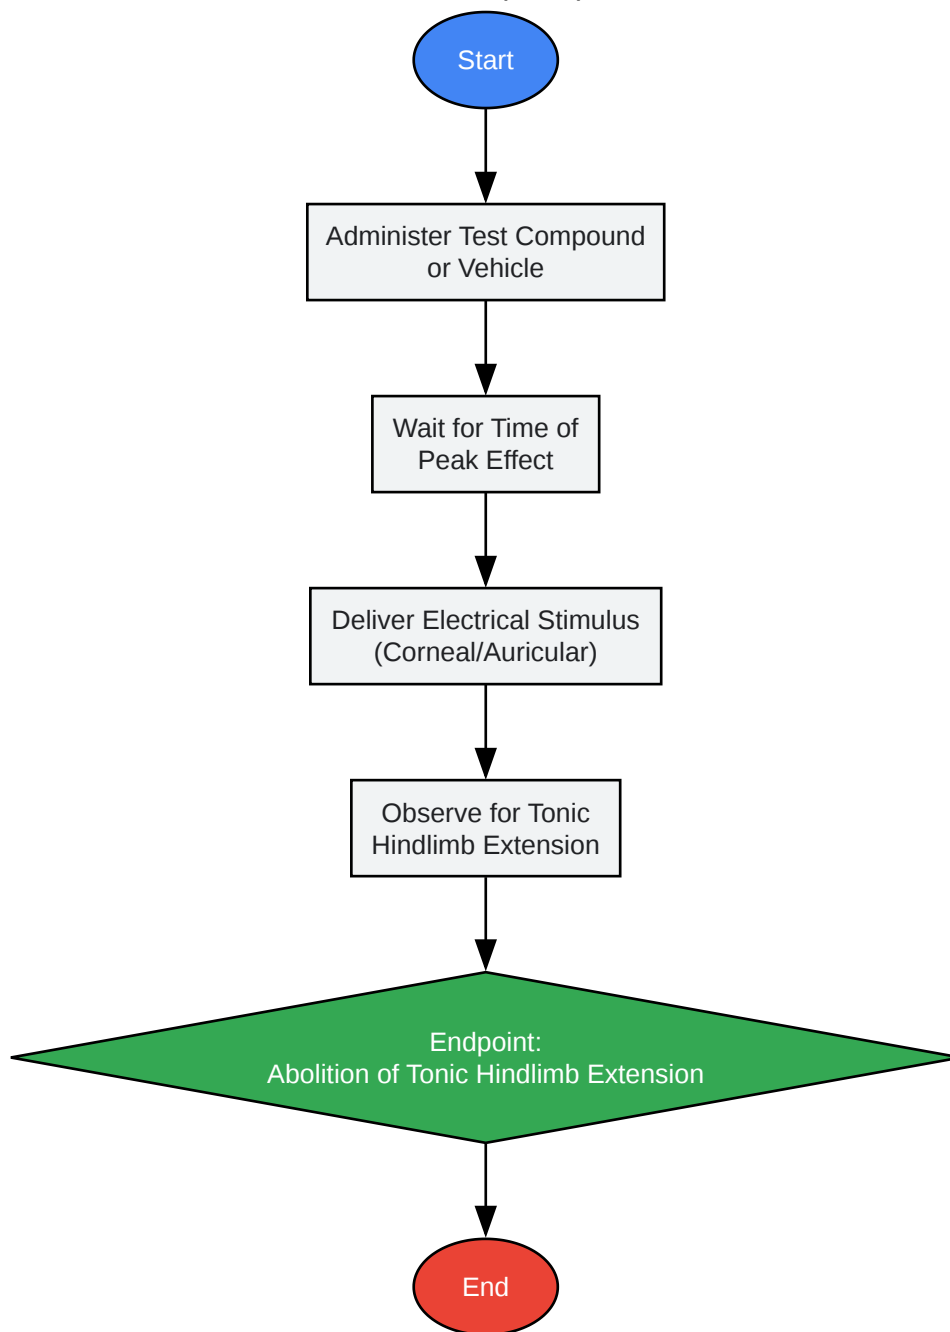 Start
Administer Test Compound
or Vehicle
Wait for Time of
Peak Effect
Deliver Electrical Stimulus
(Corneal/Auricular)
Observe for Tonic
Hindlimb Extension
Endpoint:
Abolition of Tonic Hindlimb Extension
End